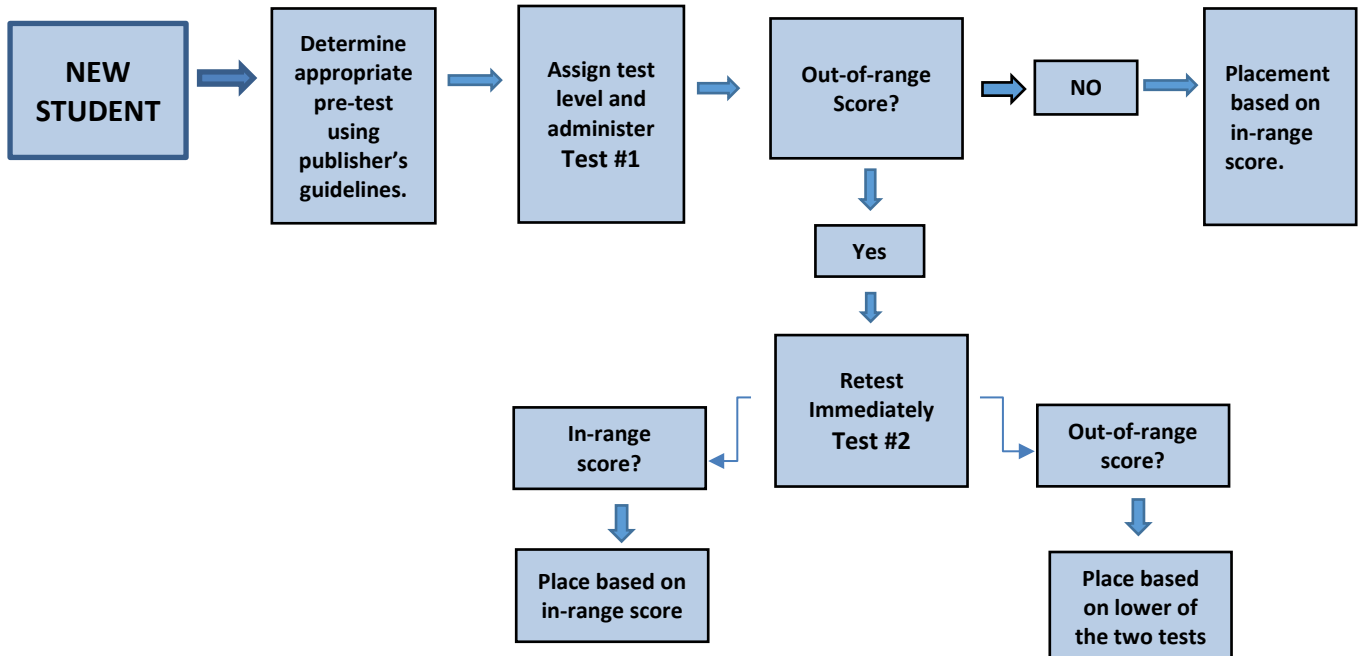 NEW
STUDENT
Determine
appropriate
pre-test
using
publisher’s
guidelines.
Assign test
level and
administer
Test #1
Out-of-range
Score?
NO
Placement
based on
in-range
score.
Yes
Retest
Immediately
Test #2
In-range
score?
Out-of-range
score?
Place based on
in-range score
Place based
on lower of
the two tests